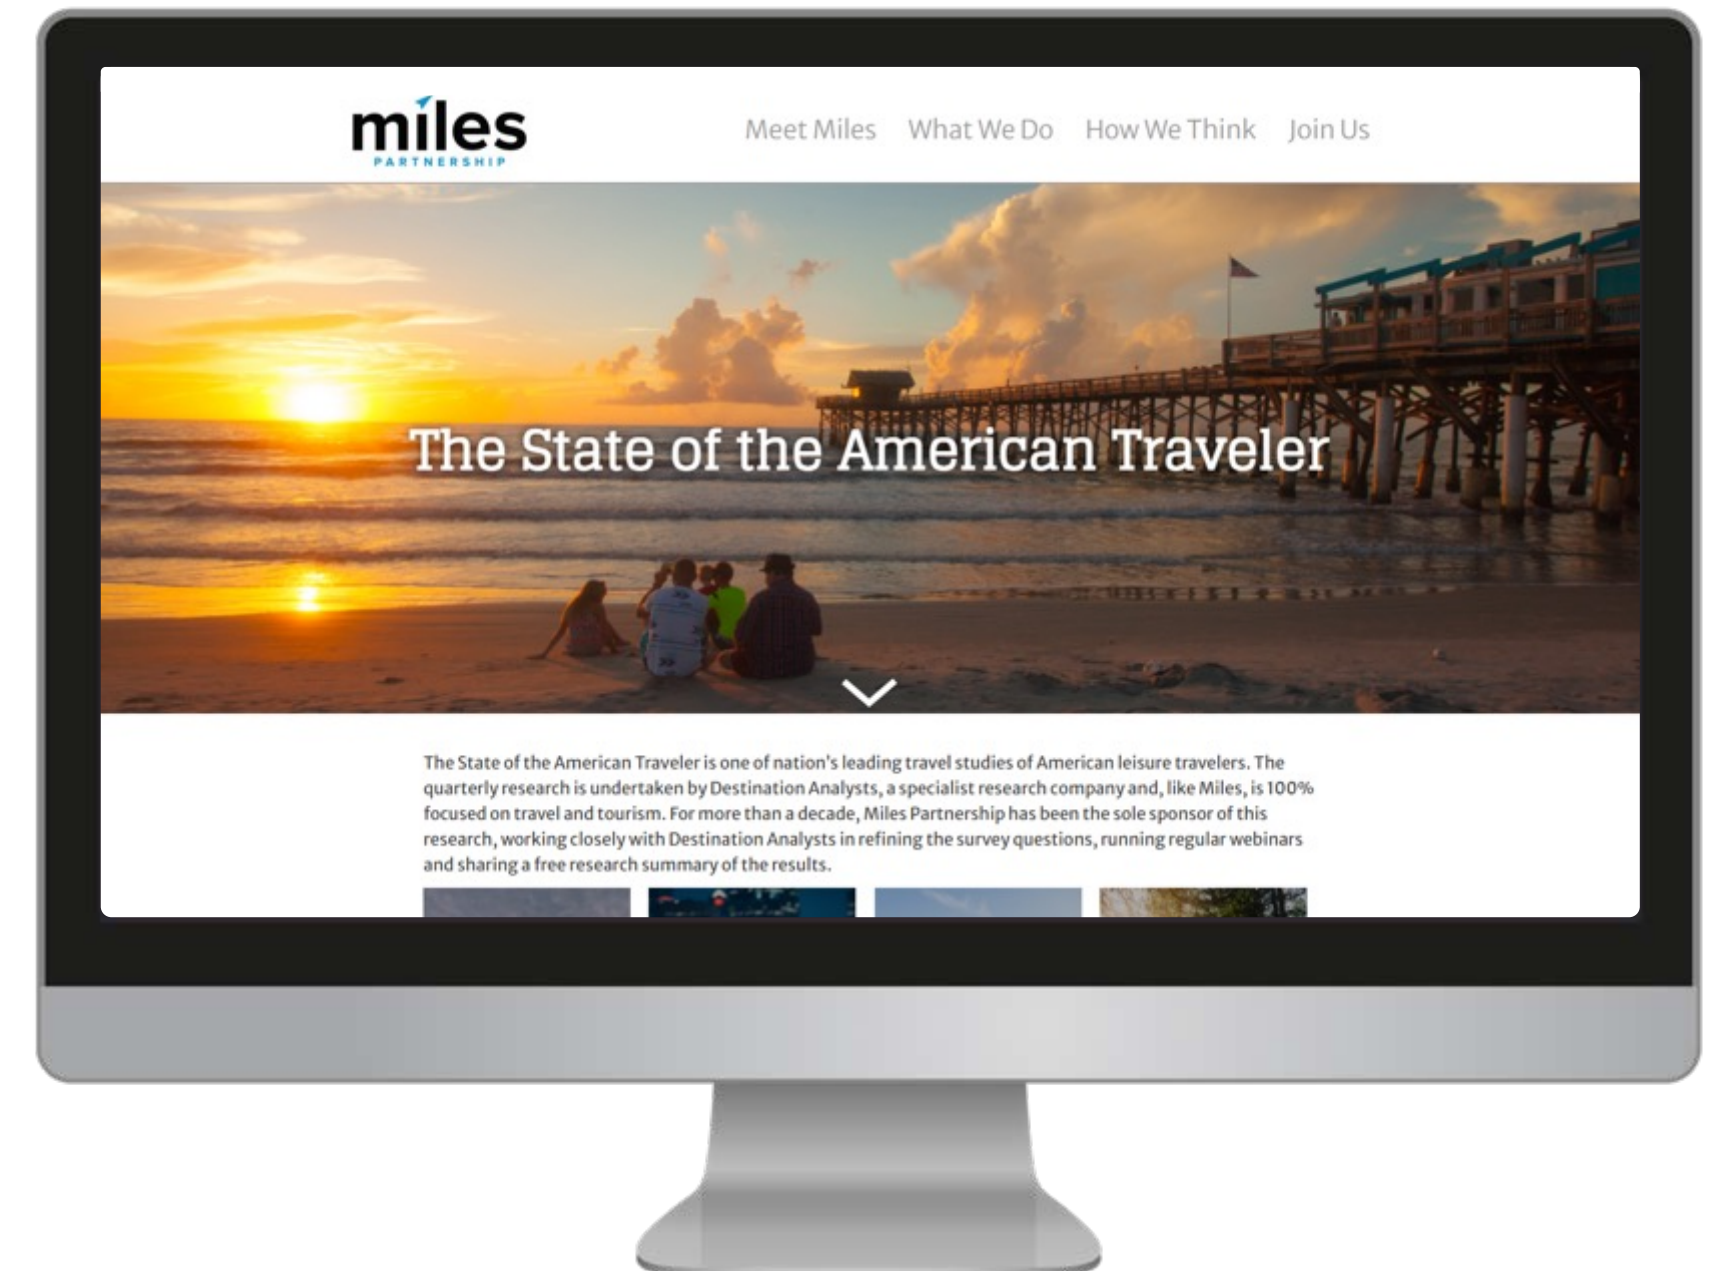 miles
PARTNERSHIP
Meet Miles What We Do How We Think Join Us
The State of the American Traveler
The State of the American Traveler is one of nation's leading travel studies of American leisure travelers. The
quarterly research is undertaken by Destination Analysts, a specialist research company and, like Miles, is 100%
focused on travel and tourism. For more than a decade, Miles Partnership has been the sole sponsor of this
research, working closely with Destination Analysts in refining the survey questions, running regular webinars
and sharing a free research summary of the results.